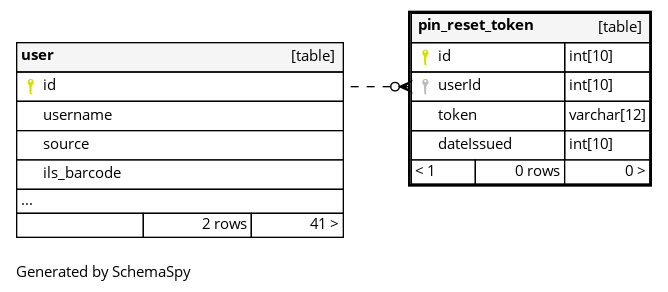 user [table]
id
username
source
ils_barcode
...
2 rows 41 >
pin_reset_token [table]
id int[10]
userId int[10]
token varchar[12]
dateIssued int[10]
< 1 0 rows 0 >
Generated by SchemaSpy